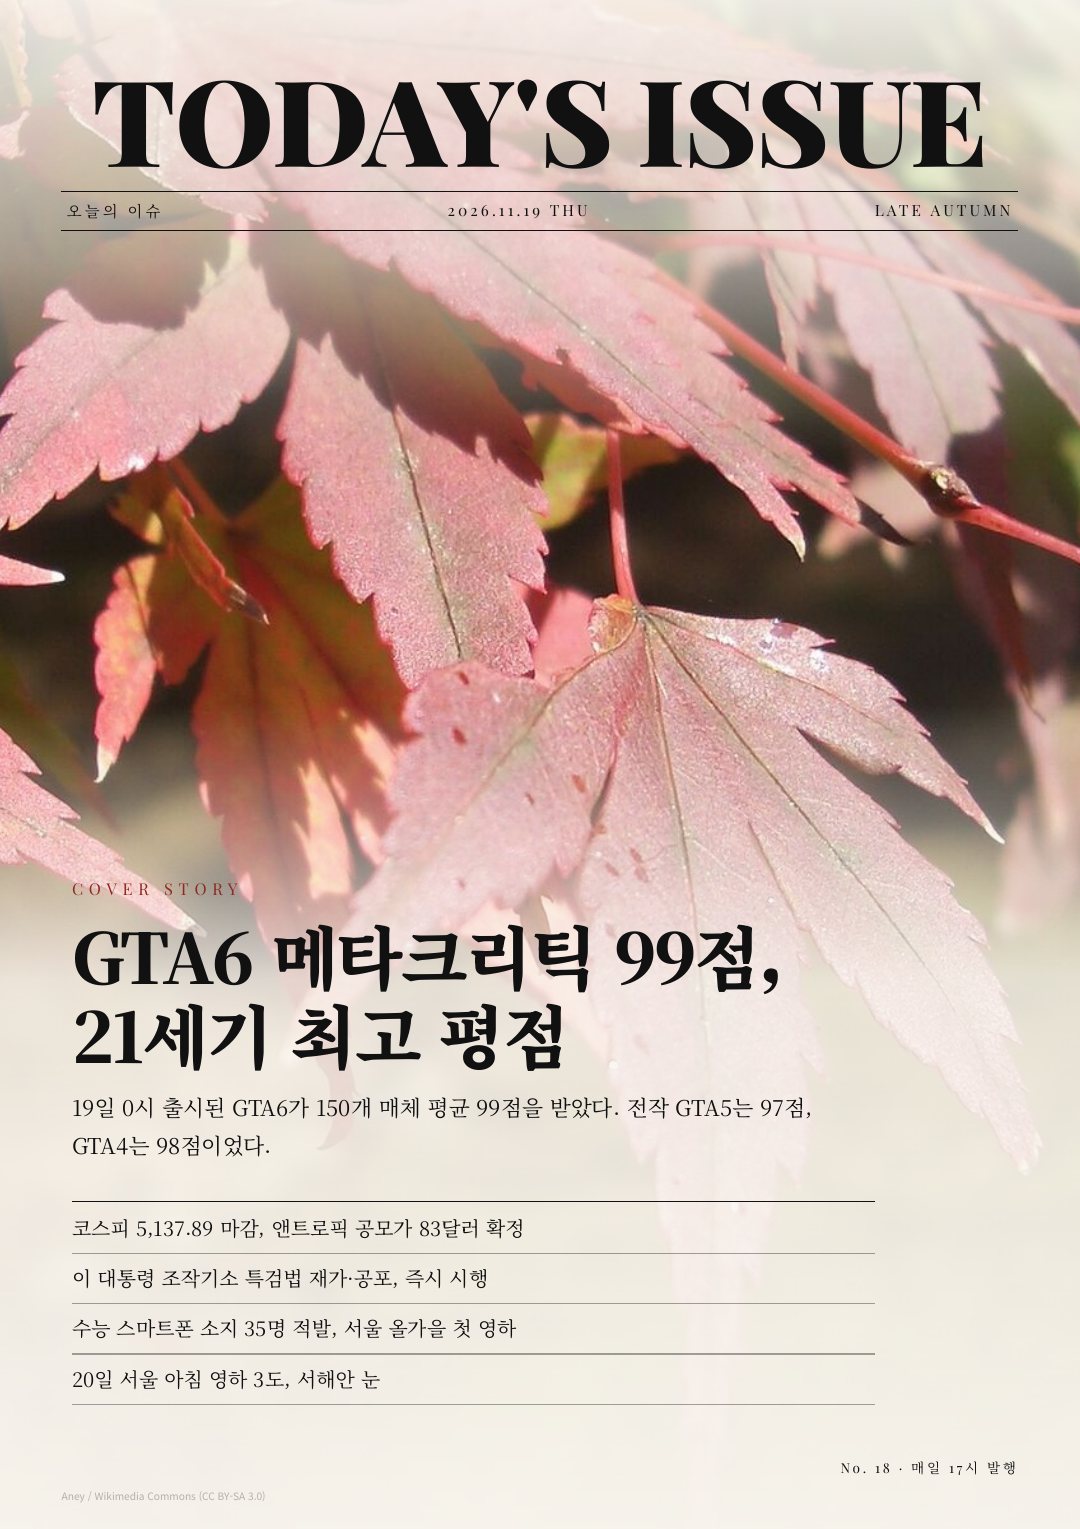 TODAY'S ISSUE
오늘의 이슈 2026.11.19 THU LATE AUTUMN
COVER STORY
GTA6 메타크리틱 99점,
21세기 최고 평점
19일 0시 출시된 GTA6가 150개 매체 평균 99점을 받았다. 전작 GTA5는 97점,
GTA4는 98점이었다.
코스피 5,137.89 마감, 앤트로픽 공모가 83달러 확정
이 대통령 조작기소 특검법 재가·공포, 즉시 시행
수능 스마트폰 소지 35명 적발, 서울 올가을 첫 영하
20일 서울 아침 영하 3도, 서해안 눈
No. 18 · 매일 17시 발행
Aney / Wikimedia Commons (CC BY-SA 3.0)